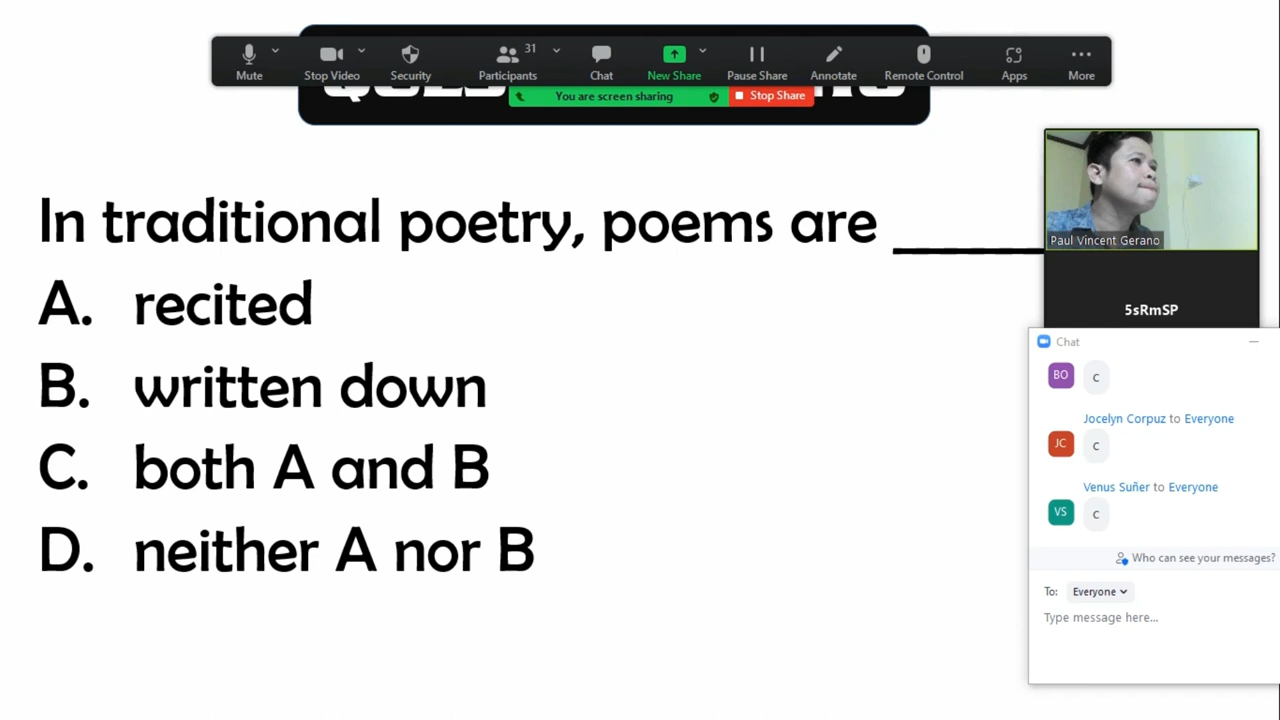 31
Mute
Stop Video
Security
Participants
Chat
New Share
Pause Share
Annotate
Remote Control
Apps
More
You are screen sharing
Stop Share
In traditional poetry, poems are ______
A. recited
B. written down
C. both A and B
D. neither A nor B
Paul Vincent Gerano
5sRmSP
Chat
BO
c
Jocelyn Corpuz to Everyone
JC
c
Venus Suñer to Everyone
VS
c
Who can see your messages?
To: Everyone
Type message here...